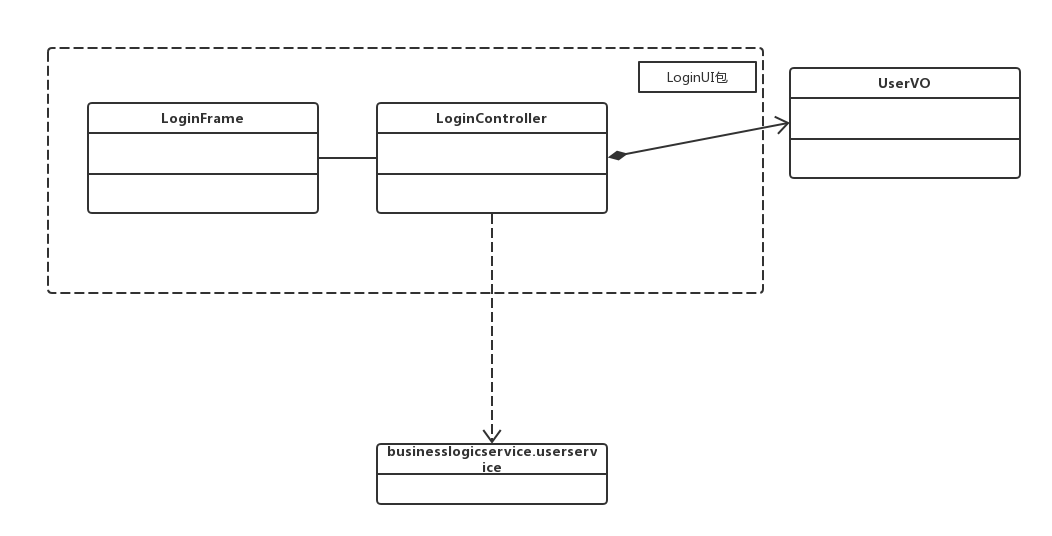 LoginUI包
UserVO
LoginFrame
LoginController
businesslogicservice.userserv
ice